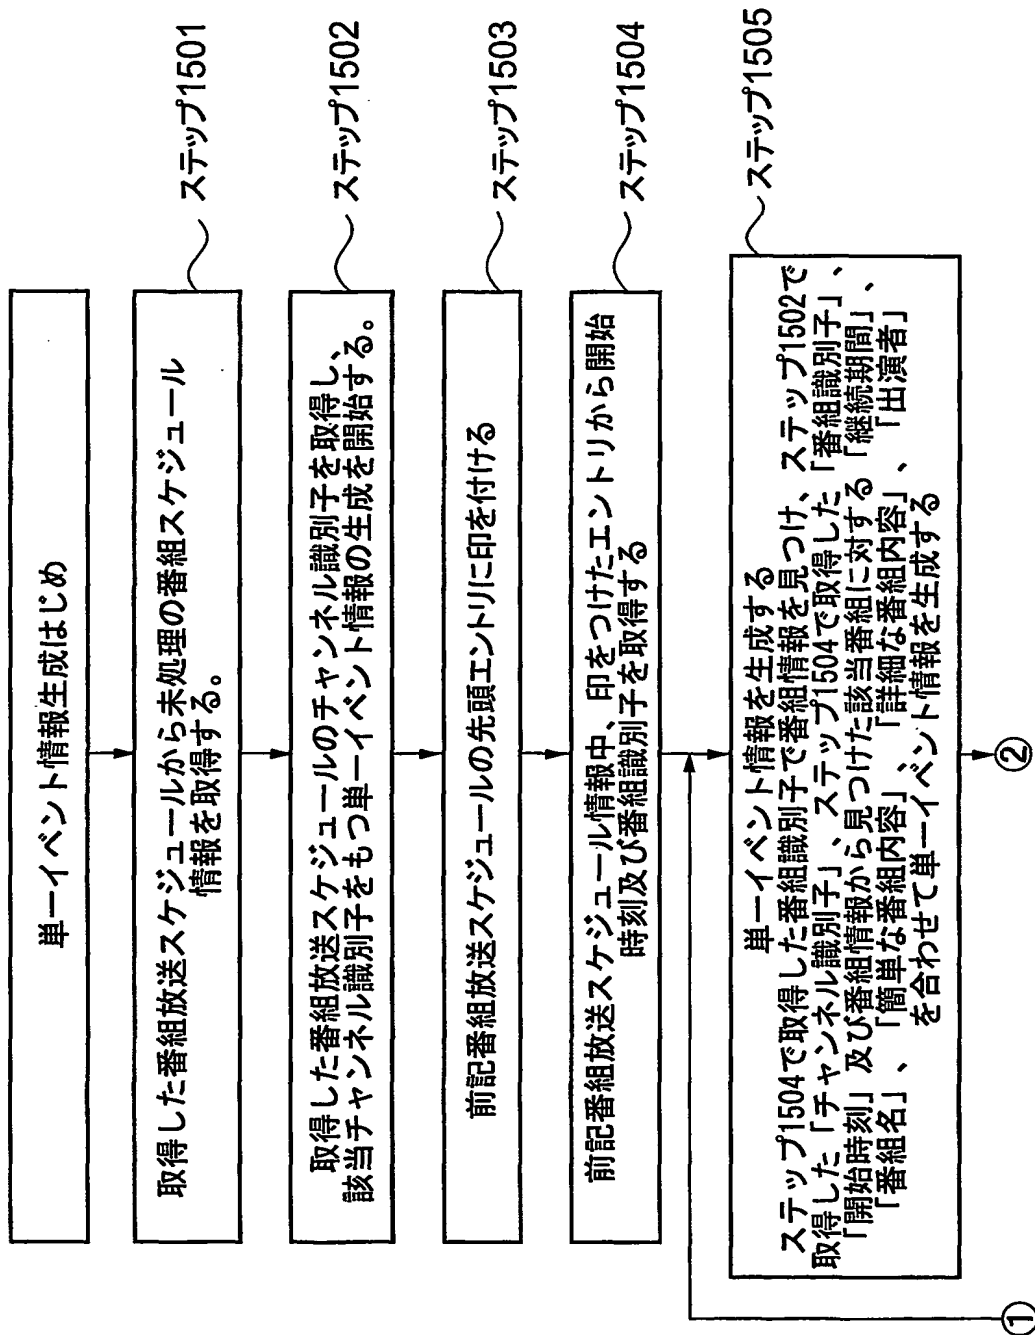 単一イベント情報生成はじめ
取得した番組放送スケジュールから未処理の番組スケジュール
情報を取得する。
ステップ1501
取得した番組放送スケジュールのチャンネル識別子を取得し、
該当チャンネル識別子をもつ単一イベント情報の生成を開始する。
ステップ1502
前記番組放送スケジュールの先頭エントリに印を付ける
ステップ1503
前記番組放送スケジュール情報中、印をつけたエントリから開始
時刻及び番組識別子を取得する
ステップ1504
単一イベント情報を生成する
ステップ1504で取得した番組識別子で番組情報を見つけ、ステップ1502で
取得した「チャンネル識別子」、ステップ1504で取得した「番組識別子」、
「開始時刻」及び番組情報から見つけた該当番組に対する「継続期間」、
「番組名」、「簡単な番組内容」、「詳細な番組内容」、「出演者」
を合わせて単一イベント情報を生成する
ステップ1505
①
②